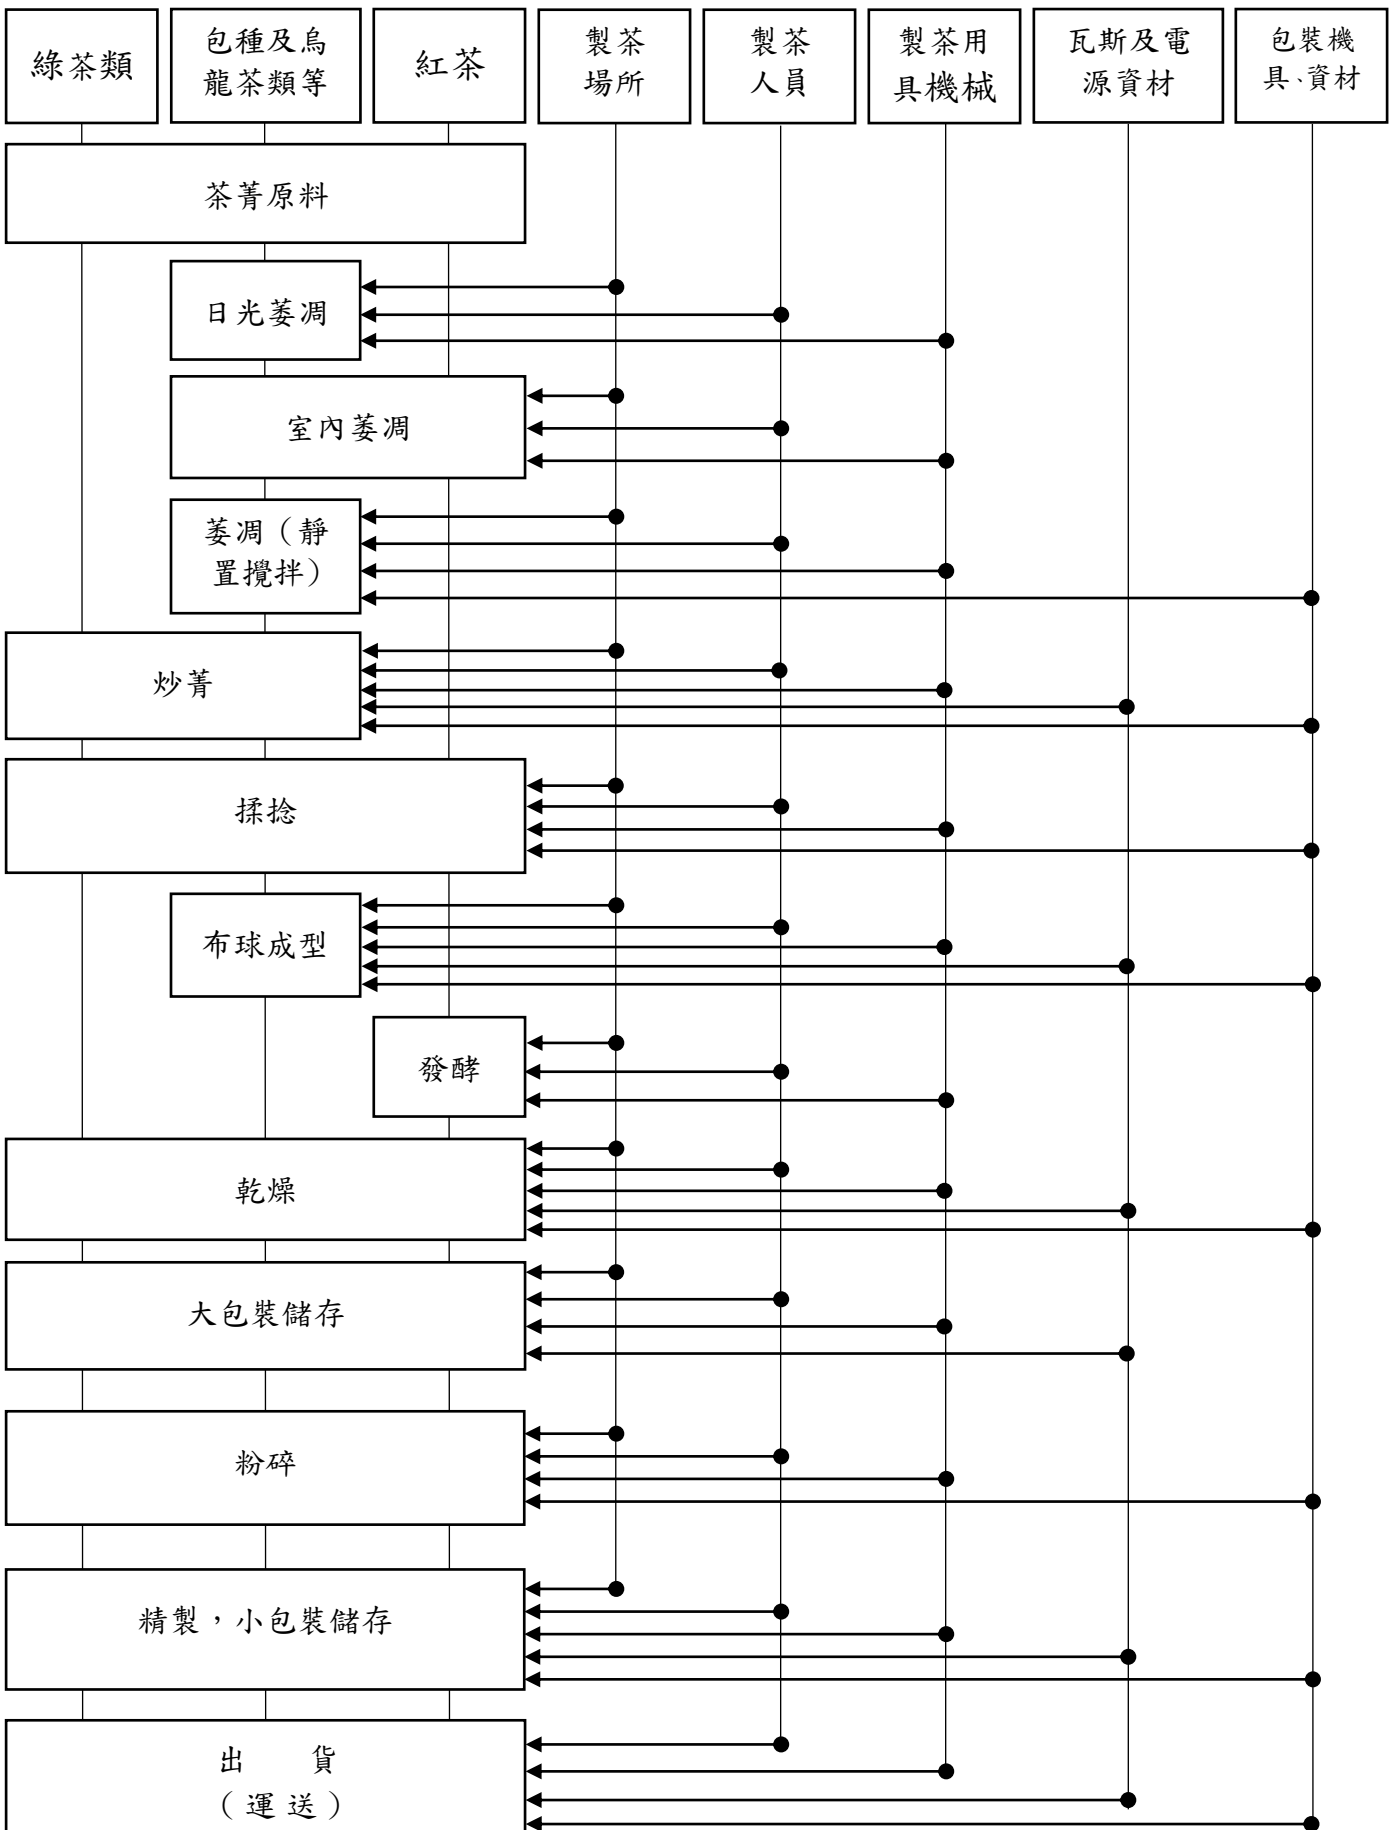 綠茶類
包種及烏
龍茶類等
紅茶
製茶
場所
製茶
人員
製茶用
具機械
瓦斯及電
源資材
包裝機
具、資材
茶菁原料
日光萎凋
室內萎凋
萎凋（靜
置攪拌）
炒菁
揉捻
布球成型
發酵
乾燥
大包裝儲存
粉碎
精製，小包裝儲存
出　貨
（運送）